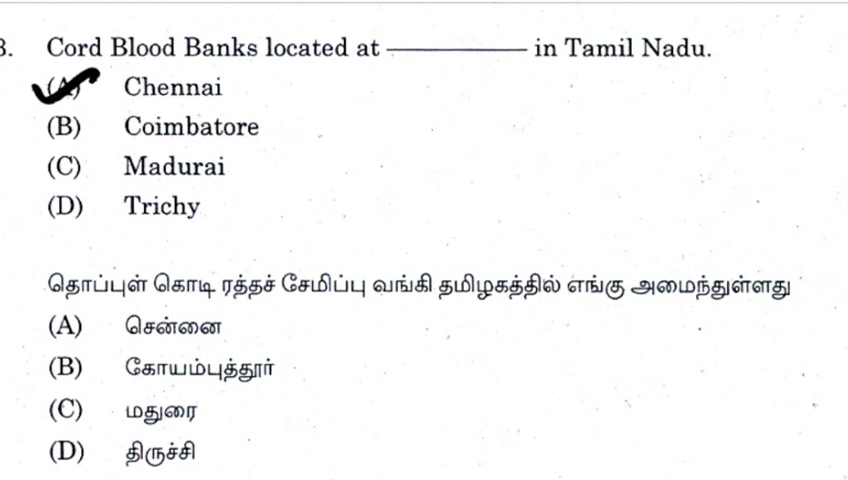 3. Cord Blood Banks located at ———— in Tamil Nadu.
(A) Chennai
(B) Coimbatore
(C) Madurai
(D) Trichy
தொப்புள் கொடி ரத்தச் சேமிப்பு வங்கி தமிழகத்தில் எங்கு அமைந்துள்ளது
(A) சென்னை
(B) கோயம்புத்தூர்
(C) மதுரை
(D) திருச்சி